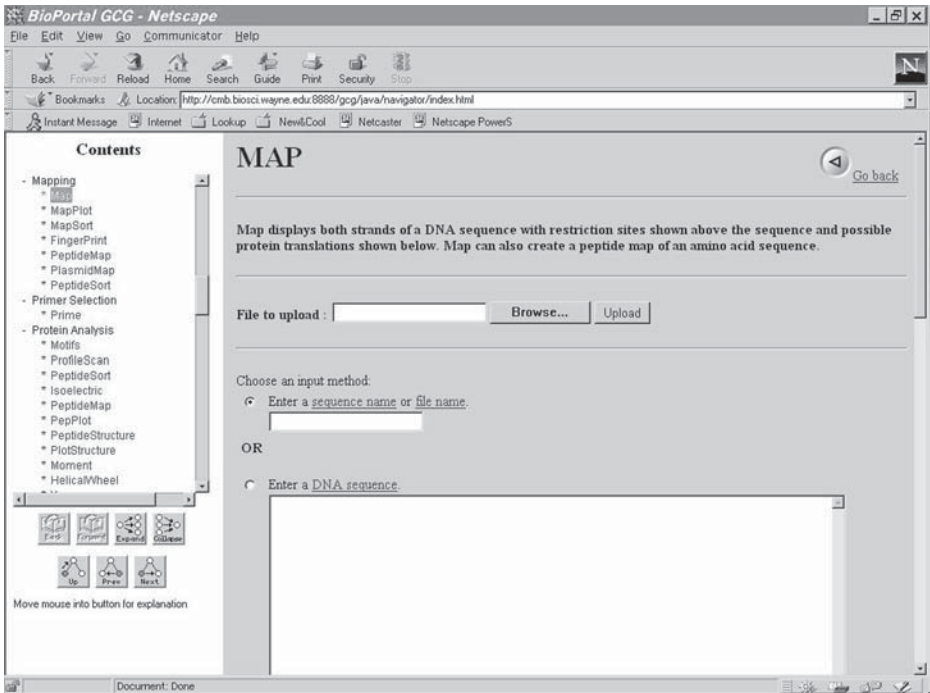 BioPortal GCG - Netscape
File Edit View Go Communicator Help
Back Forward Reload Home Search Guide Print Security Stop
N
Bookmarks Location: http://cmb.biosci.wayne.edu:8888/gcg/java/navigator/index.html
Instant Message Internet Lookup New&Cool Netcaster Netscape PowerS
Contents
- Mapping
* Map
* MapPlot
* MapSort
* FingerPrint
* PeptideMap
* PlasmidMap
* PeptideSort
- Primer Selection
* Prime
- Protein Analysis
* Motifs
* ProfileScan
* PeptideSort
* Isoelectric
* PeptideMap
* PepPlot
* PeptideStructure
* PlotStructure
* Moment
* HelicalWheel
Back Forward Expand Collapse
Up Prev Next
Move mouse into button for explanation
MAP
Go back
Map displays both strands of a DNA sequence with restriction sites shown above the sequence and possible
protein translations shown below. Map can also create a peptide map of an amino acid sequence.
File to upload : Browse... Upload
Choose an input method:
Enter a sequence name or file name.
OR
Enter a DNA sequence.
Document: Done